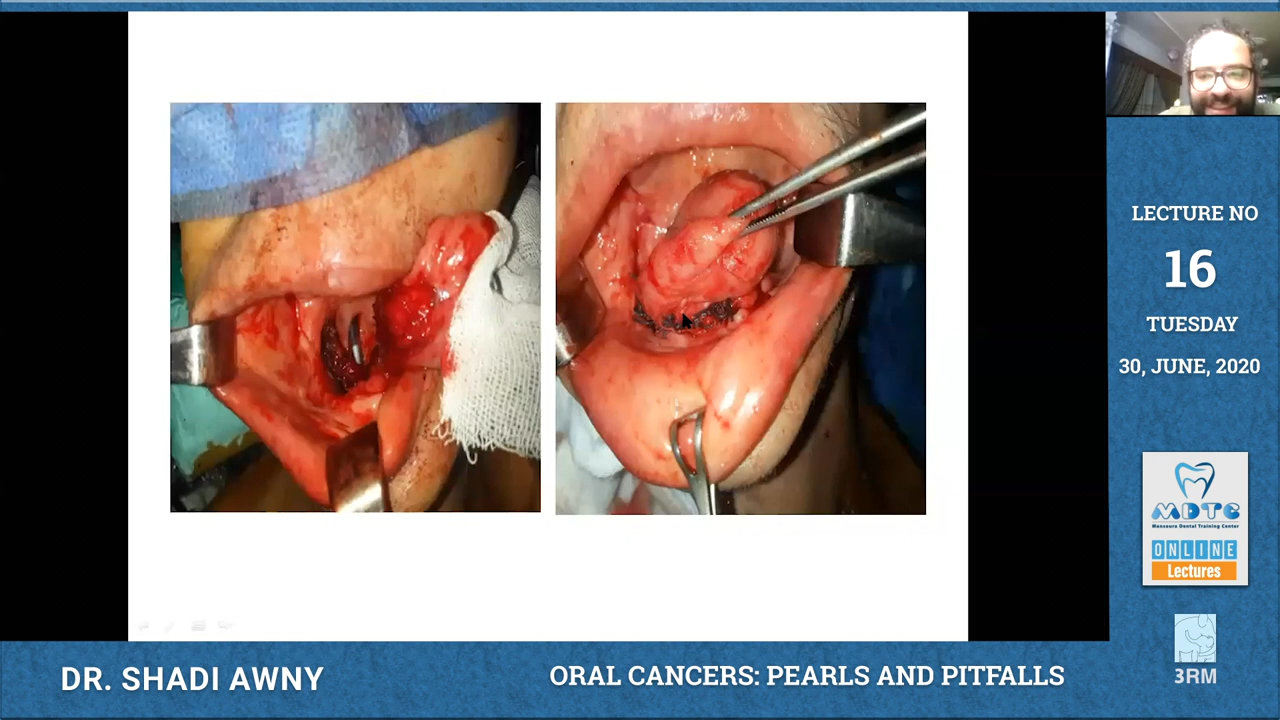 LECTURE NO
16
TUESDAY
30, JUNE, 2020
MDTC
Mansoura Dental Training Center
ONLINE
Lectures
3RM
DR. SHADI AWNY
ORAL CANCERS: PEARLS AND PITFALLS